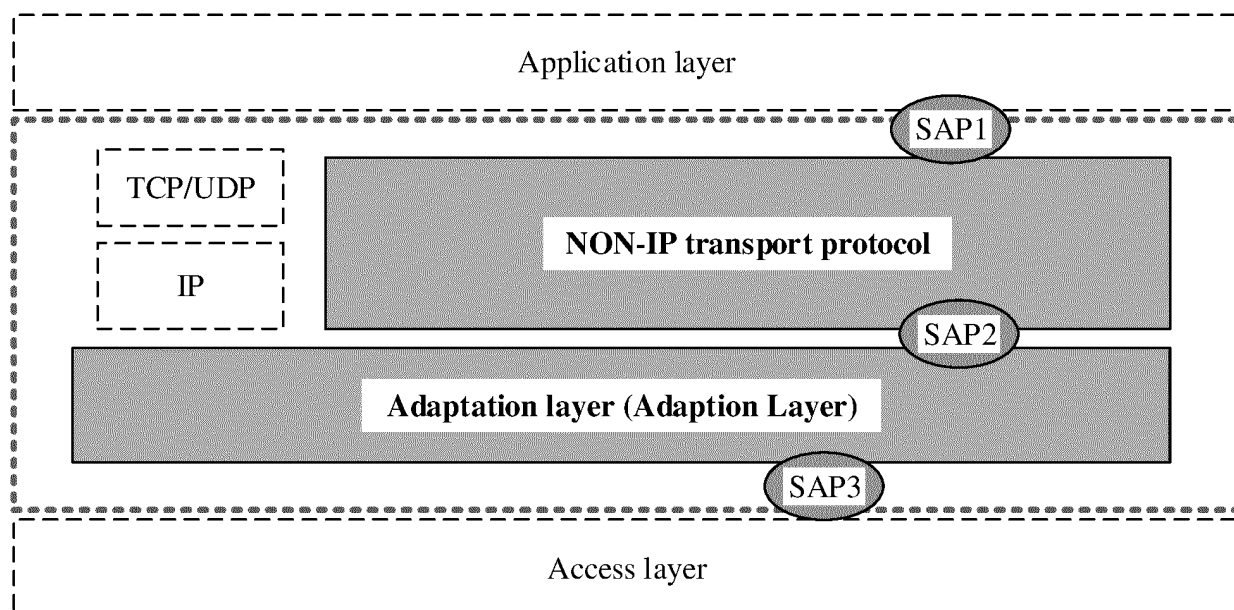 Application layer
SAP1
TCP/UDP
NON-IP transport protocol
IP
SAP2
Adaptation layer (Adaption Layer)
SAP3
Access layer